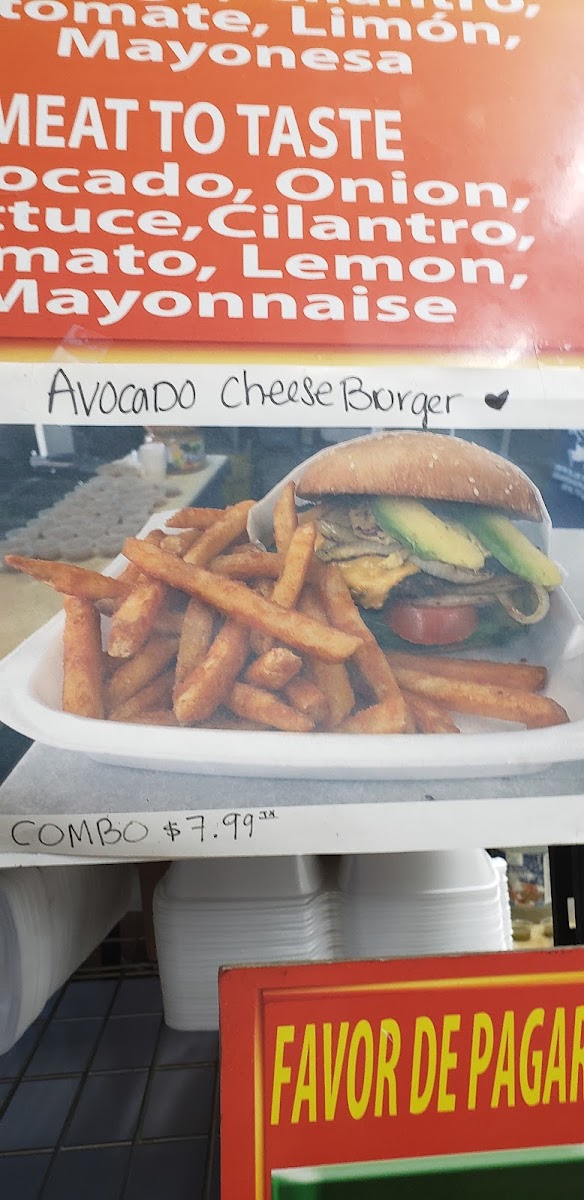 tomate, Limón,
Mayonesa
MEAT TO TASTE
ocado, Onion,
ttuce,Cilantro,
mato, Lemon,
Mayonnaise
Avocado Cheese Burger
COMBO $7.99
FAVOR DE PAGAR